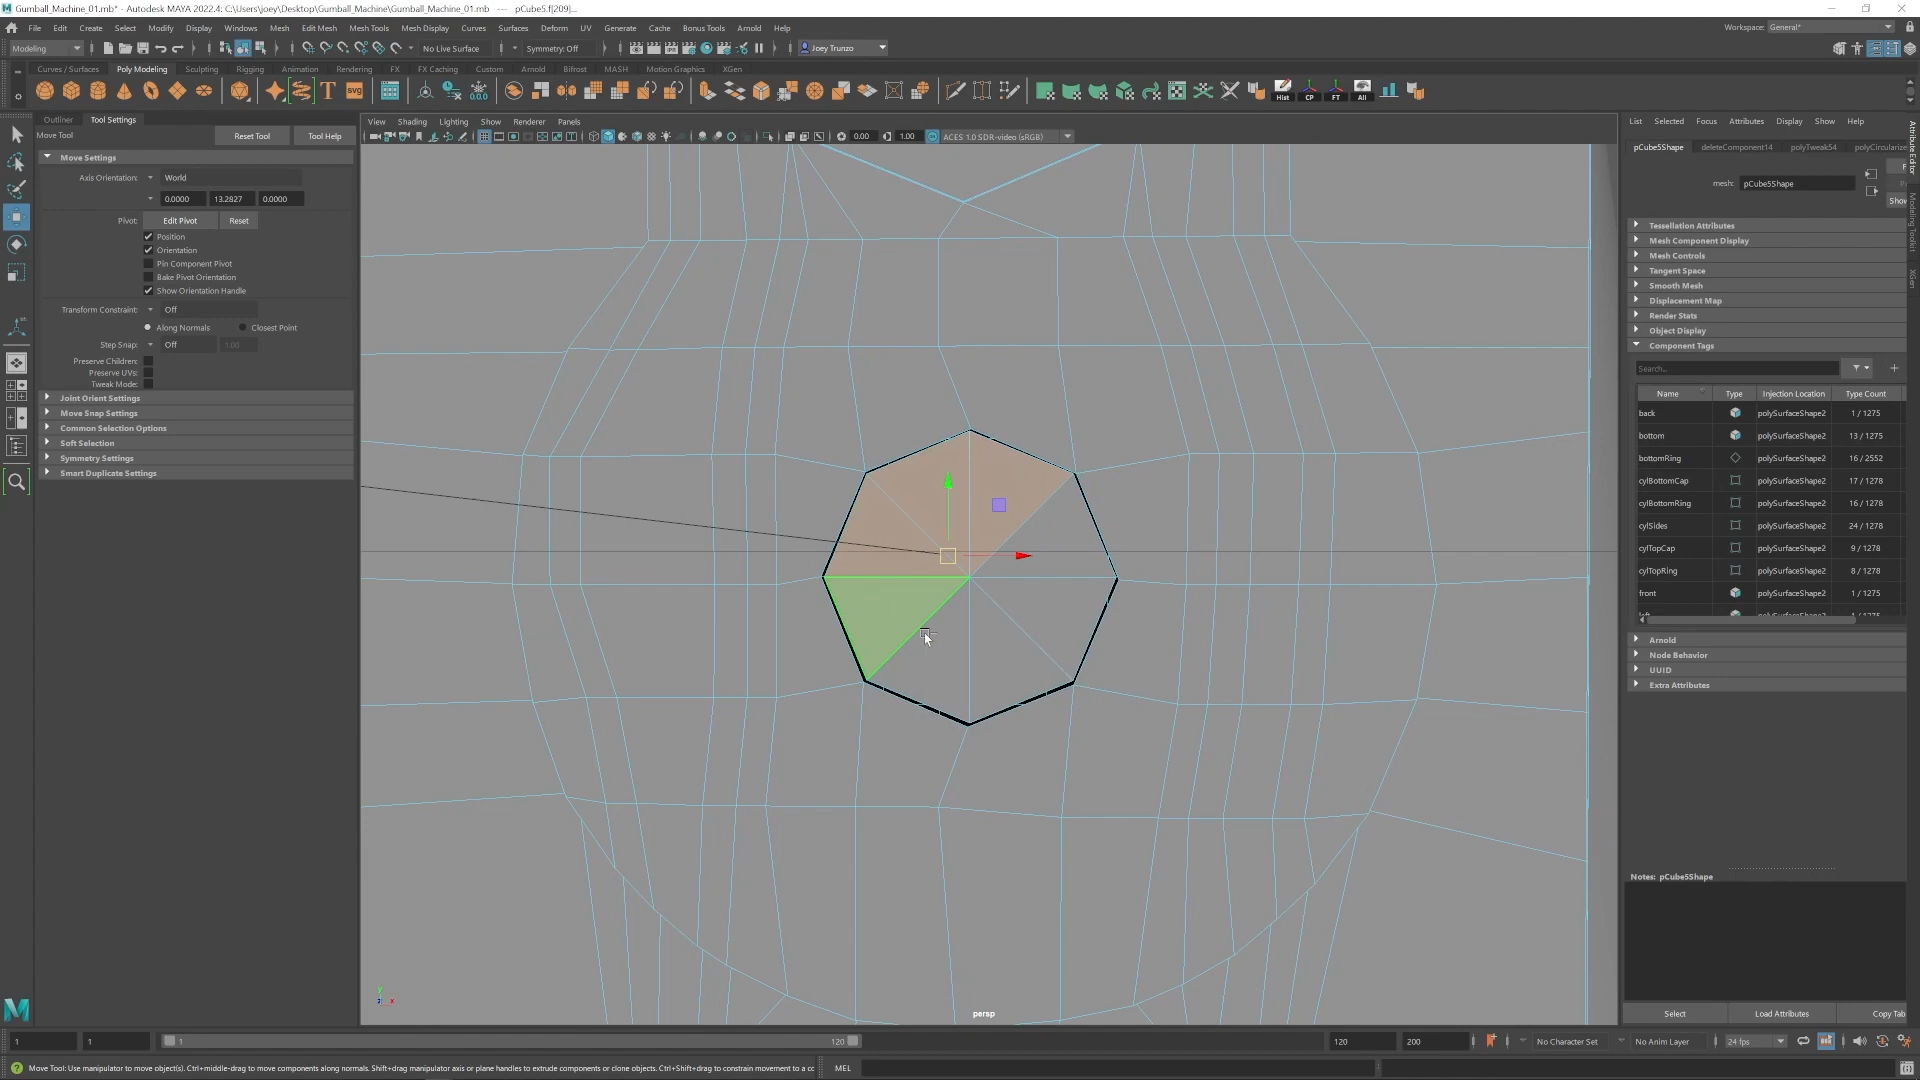 Gumball_Machine_01.mb* - Autodesk MAYA 2022.4: C:\Users\joey\Desktop\Gumball_Machine\Gumball_Machine_01.mb --- pCube5.f[209]...
File Edit Create Select Modify Display Windows Mesh Edit Mesh Mesh Tools Mesh Display Curves Surfaces Deform UV Generate Cache Bonus Tools Arnold Help
Workspace: General*
Modeling No Live Surface Symmetry: Off Joey Trunzo
Curves / Surfaces Poly Modeling Sculpting Rigging Animation Rendering FX FX Caching Custom Arnold Bifrost MASH Motion Graphics XGen
T SVG Hist CP FT All
Outliner Tool Settings
Move Tool Reset Tool Tool Help
Move Settings
Axis Orientation: World
0.0000 13.2827 0.0000
Pivot: Edit Pivot Reset
Position
Orientation
Pin Component Pivot
Bake Pivot Orientation
Show Orientation Handle
Transform Constraint: Off
Along Normals Closest Point
Step Snap: Off 1.00
Preserve Children:
Preserve UVs:
Tweak Mode:
Joint Orient Settings
Move Snap Settings
Common Selection Options
Soft Selection
Symmetry Settings
Smart Duplicate Settings
View Shading Lighting Show Renderer Panels
0.00 1.00 ACES 1.0 SDR-video (sRGB)
persp
y
z x
List Selected Focus Attributes Display Show Help
pCube5Shape deleteComponent14 polyTweak54 polyCirculariz
mesh: pCube5Shape
Show
Tessellation Attributes
Mesh Component Display
Mesh Controls
Tangent Space
Smooth Mesh
Displacement Map
Render Stats
Object Display
Component Tags
Search...
Name Type Injection Location Type Count
back polySurfaceShape2 1 / 1275
bottom polySurfaceShape2 13 / 1275
bottomRing polySurfaceShape2 16 / 2552
cylBottomCap polySurfaceShape2 17 / 1278
cylBottomRing polySurfaceShape2 16 / 1278
cylSides polySurfaceShape2 24 / 1278
cylTopCap polySurfaceShape2 9 / 1278
cylTopRing polySurfaceShape2 8 / 1278
front polySurfaceShape2 1 / 1275
Arnold
Node Behavior
UUID
Extra Attributes
Notes: pCube5Shape
Select Load Attributes Copy Tab
Attribute Editor
Modeling Toolkit
XGen
1 1 1 120 120 200 No Character Set No Anim Layer 24 fps
Move Tool: Use manipulator to move object(s). Ctrl+middle-drag to move components along normals. Shift+drag manipulator axis or plane handles to extrude components or clone objects. Ctrl+Shift+drag to constrain movement to a co
MEL